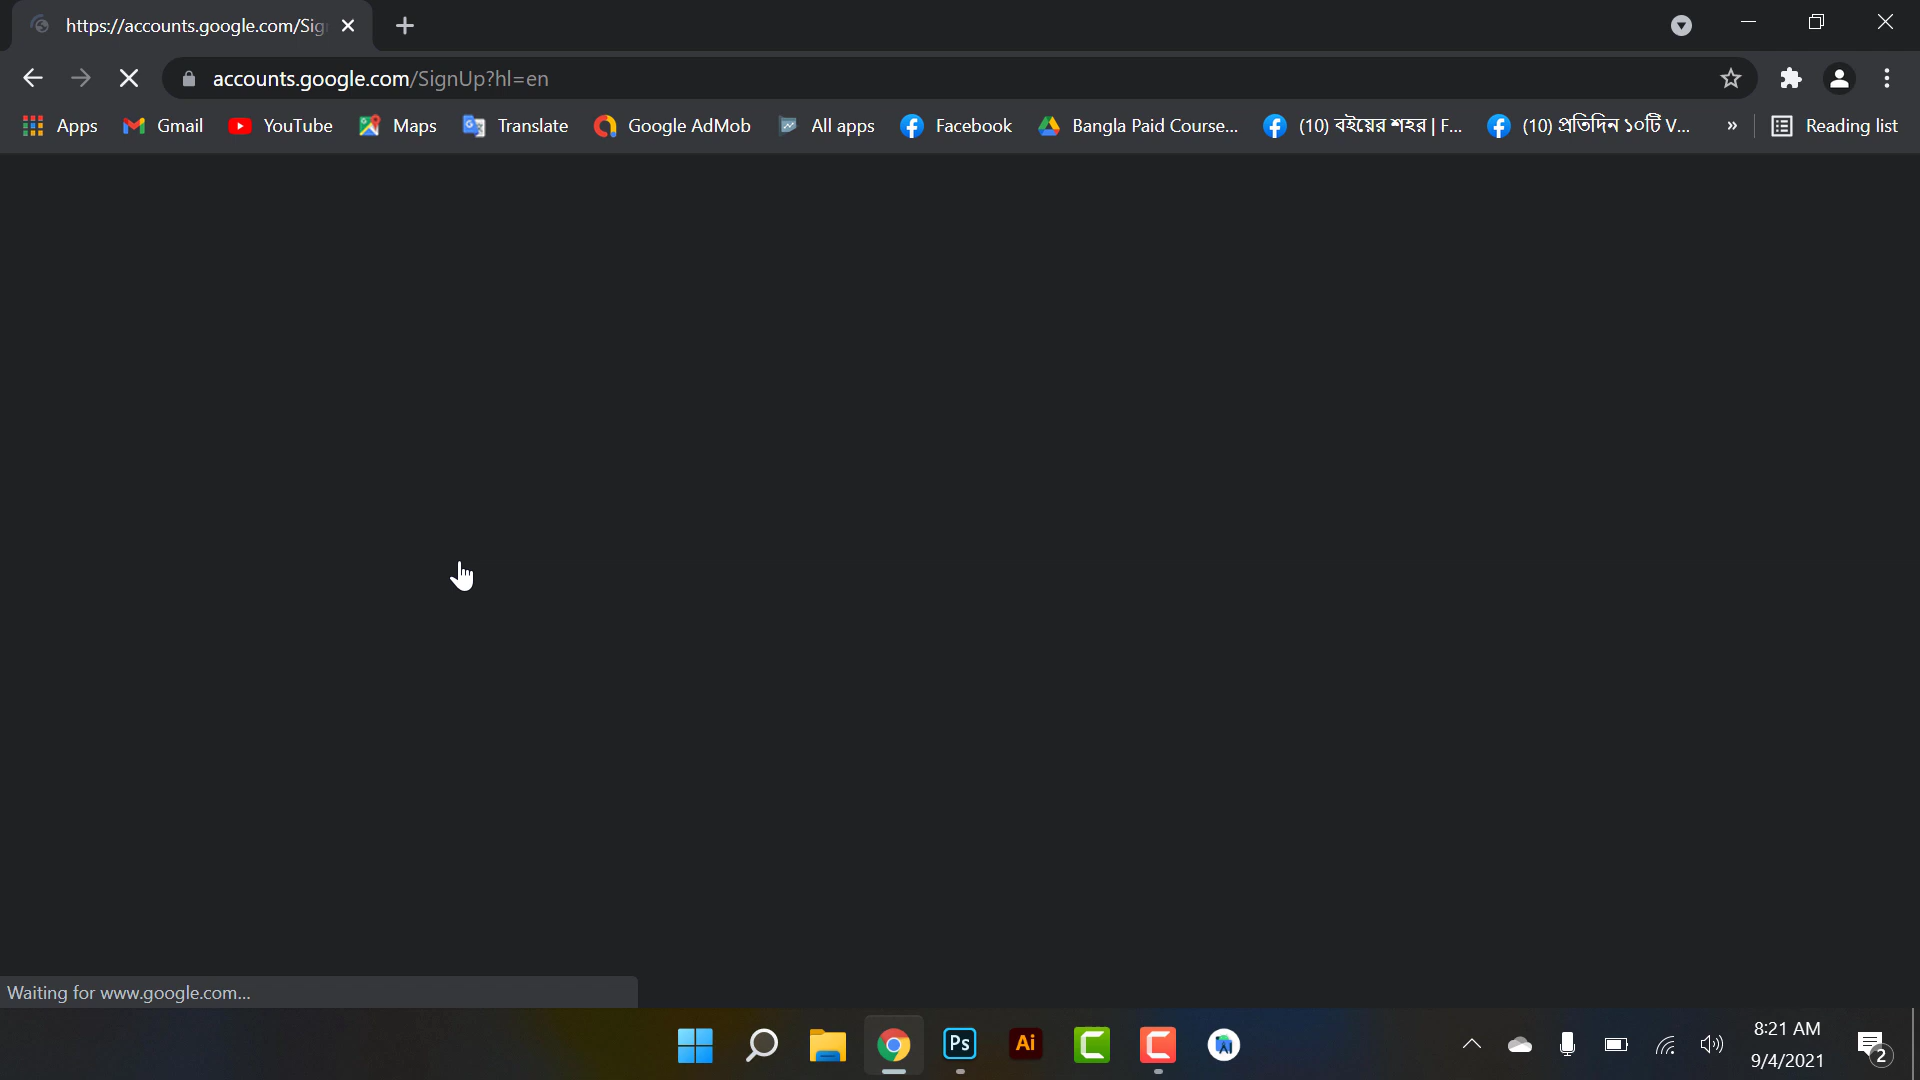 https://accounts.google.com/Sig
accounts.google.com/SignUp?hl=en
Apps
Gmail
YouTube
Maps
Translate
Google AdMob
All apps
Facebook
Bangla Paid Course...
(10) বইয়ের শহর | F...
(10) প্রতিদিন ১০টি V...
»
Reading list
Waiting for www.google.com...
Ps
Ai
8:21 AM
9/4/2021
2